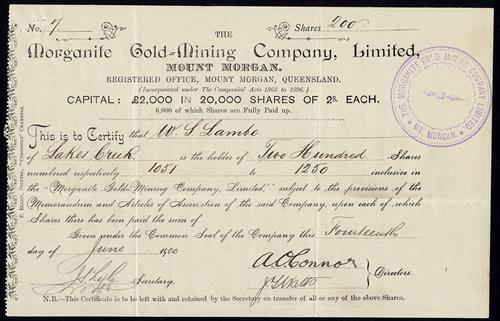 No. 7 THE Shares 200
Morganite Gold-Mining Company, Limited,
MOUNT MORGAN.
REGISTERED OFFICE, MOUNT MORGAN, QUEENSLAND.
(Incorporated under The Companies' Acts 1863 to 1896.)
CAPITAL: £2,000 IN 20,000 SHARES OF 2s. EACH.
6,000 of which Shares are Fully Paid up.
THE MORGANITE GOLD MINING COMPANY LIMITED.
MT. MORGAN.
This is to Certify that W. S. Lambe
of Lakes Creek is the holder of Two Hundred Shares
numbered respectively 1051 to 1250 inclusive in
the "Morganite Gold-Mining Company, Limited," subject to the provisions of the
Memorandum and Articles of Association of the said Company, upon each of which
Shares there has been paid the sum of
Given under the Common Seal of the Company this Fourteenth
day of June 1900
Secretary.
A. O'Connor
Directors.
N.B.—This Certificate is to be left with and retained by the Secretary on transfer of all or any of the above Shares.